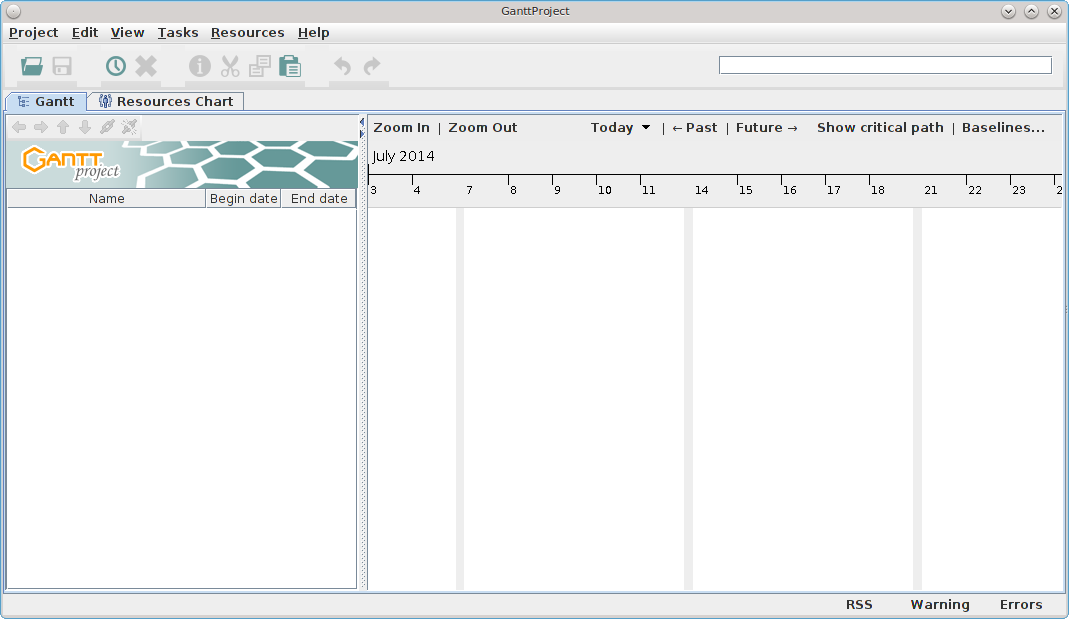 GanttProject
Project Edit View Tasks Resources Help
Gantt Resources Chart
Zoom In | Zoom Out Today | ←Past | Future→ Show critical path | Baselines...
GANTT project
July 2014
Name Begin date End date
3 4 7 8 9 10 11 14 15 16 17 18 21 22 23 2
RSS Warning Errors